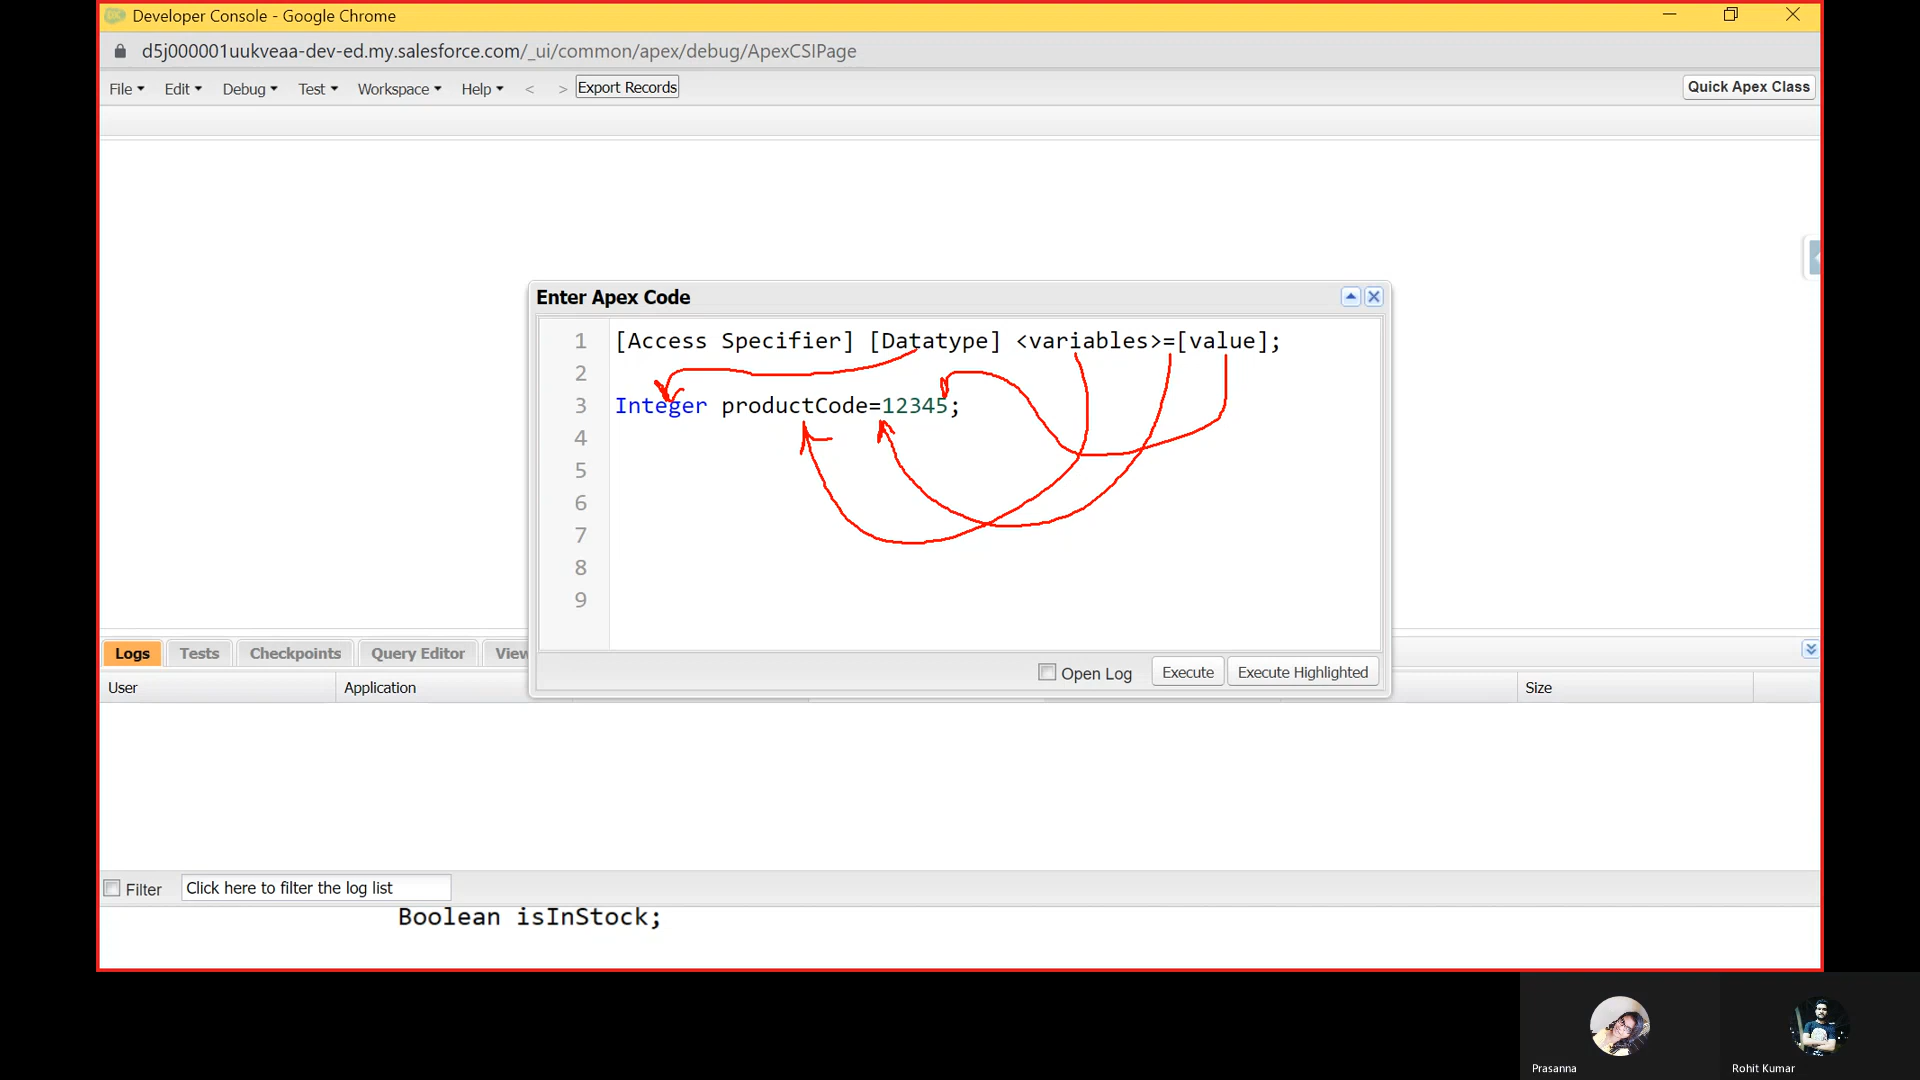 Developer Console - Google Chrome
d5j000001uukveaa-dev-ed.my.salesforce.com/_ui/common/apex/debug/ApexCSIPage
File Edit Debug Test Workspace Help < > Export Records Quick Apex Class
Enter Apex Code
1 [Access Specifier] [Datatype] <variables>=[value];
2
3 Integer productCode=12345;
4
5
6
7
8
9
Open Log Execute Execute Highlighted
Logs Tests Checkpoints Query Editor View
User Application Size
Filter Click here to filter the log list
Boolean isInStock;
Prasanna Rohit Kumar